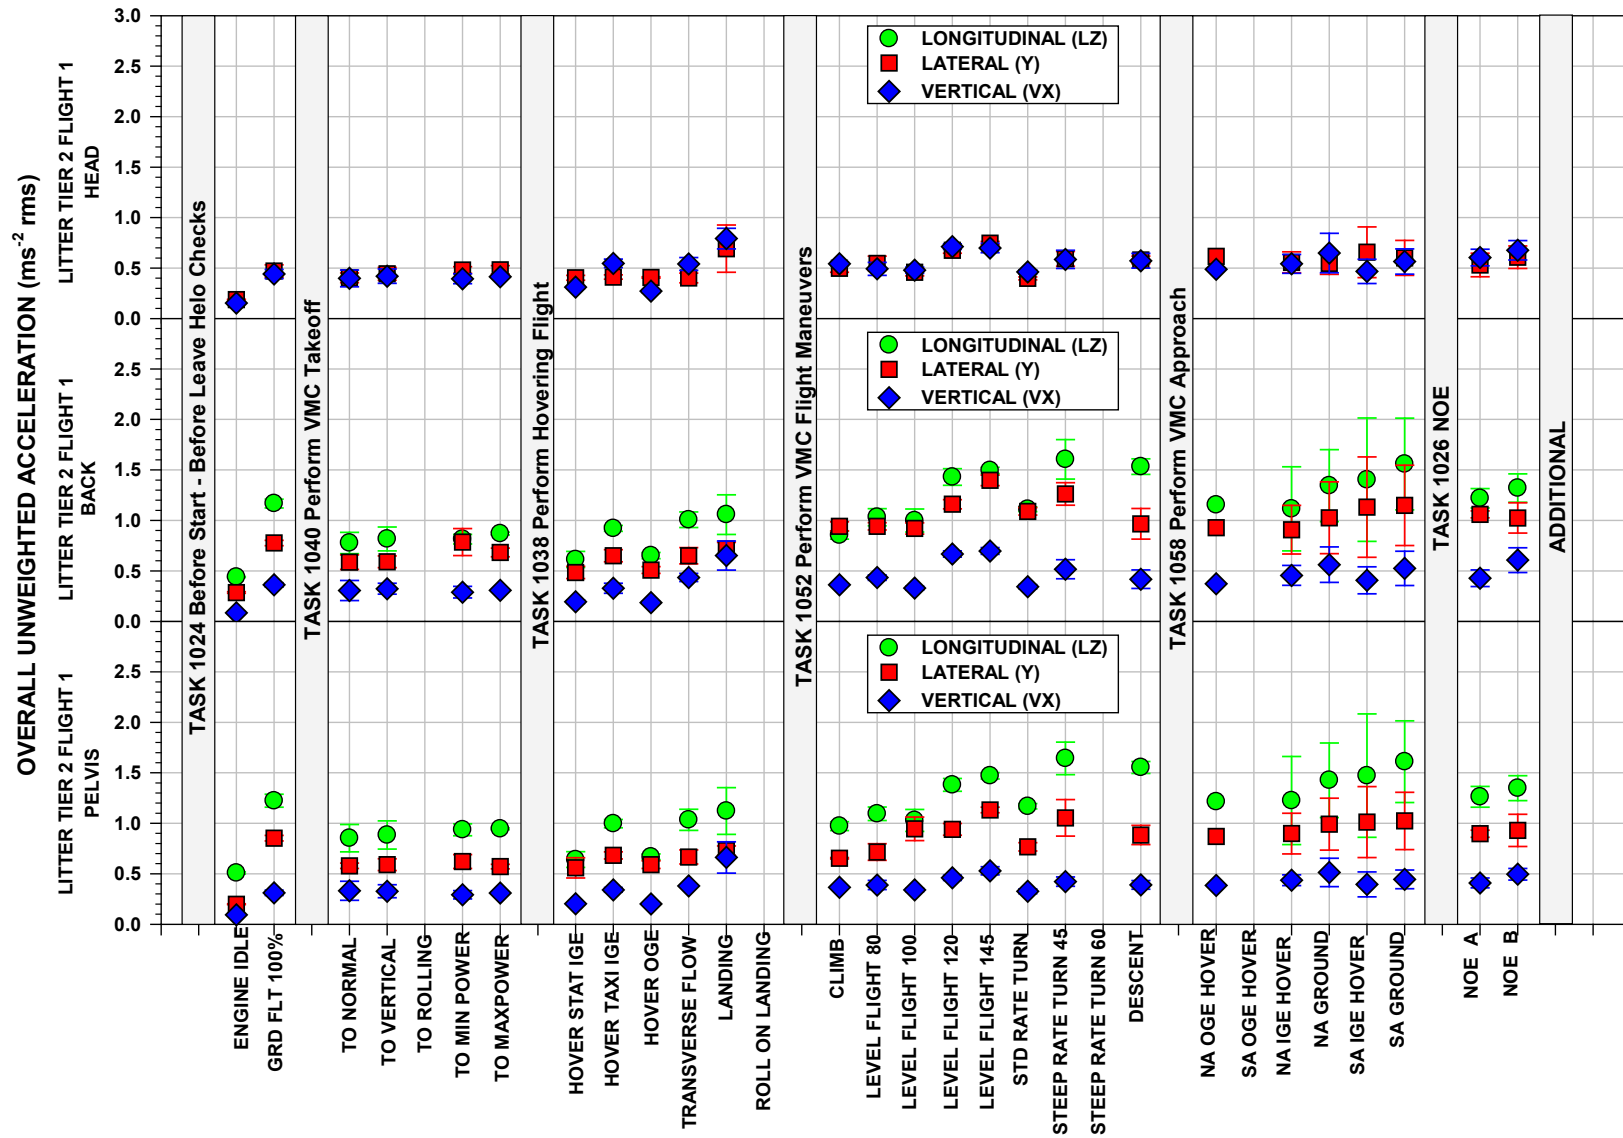 OVERALL UNWEIGHTED ACCELERATION (ms⁻² rms)
LITTER TIER 2 FLIGHT 1
HEAD
3.0
2.5
2.0
1.5
1.0
0.5
0.0
LONGITUDINAL (LZ)
LATERAL (Y)
VERTICAL (VX)
LITTER TIER 2 FLIGHT 1
BACK
2.5
2.0
1.5
1.0
0.5
0.0
LONGITUDINAL (LZ)
LATERAL (Y)
VERTICAL (VX)
LITTER TIER 2 FLIGHT 1
PELVIS
2.5
2.0
1.5
1.0
0.5
0.0
LONGITUDINAL (LZ)
LATERAL (Y)
VERTICAL (VX)
TASK 1024 Before Start - Before Leave Helo Checks
TASK 1040 Perform VMC Takeoff
TASK 1038 Perform Hovering Flight
TASK 1052 Perform VMC Flight Maneuvers
TASK 1058 Perform VMC Approach
TASK 1026 NOE
ADDITIONAL
ENGINE IDLE
GRD FLT 100%
TO NORMAL
TO VERTICAL
TO ROLLING
TO MIN POWER
TO MAXPOWER
HOVER STAT IGE
HOVER TAXI IGE
HOVER OGE
TRANSVERSE FLOW
LANDING
ROLL ON LANDING
CLIMB
LEVEL FLIGHT 80
LEVEL FLIGHT 100
LEVEL FLIGHT 120
LEVEL FLIGHT 145
STD RATE TURN
STEEP RATE TURN 45
STEEP RATE TURN 60
DESCENT
NA OGE HOVER
SA OGE HOVER
NA IGE HOVER
NA GROUND
SA IGE HOVER
SA GROUND
NOE A
NOE B